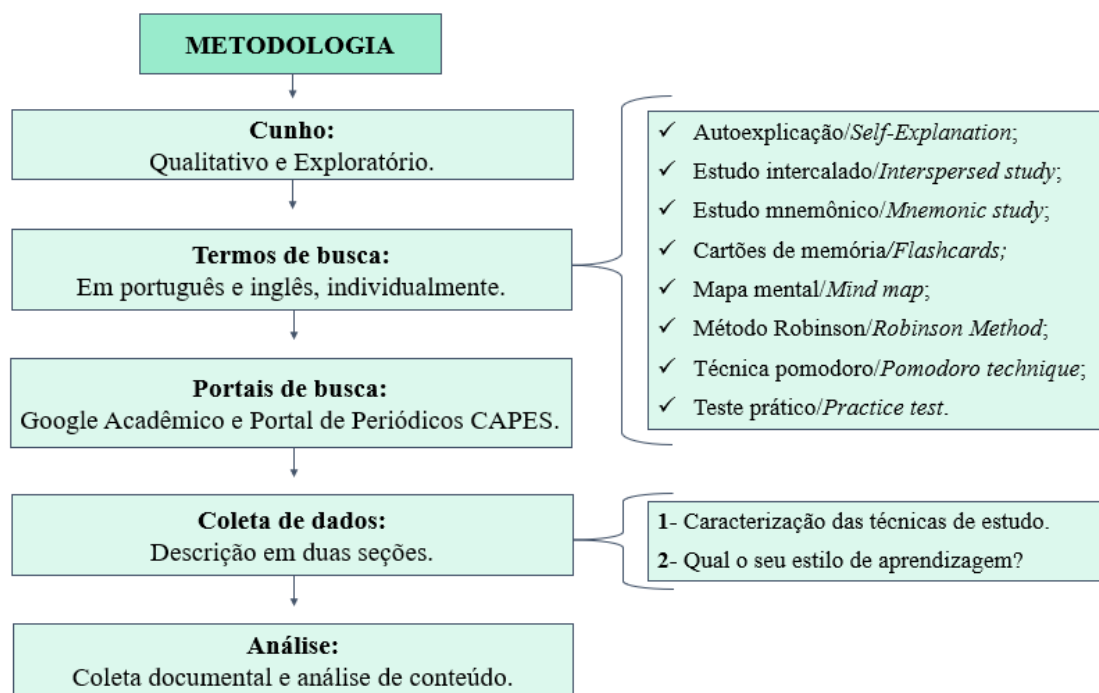 METODOLOGIA
Cunho:
Qualitativo e Exploratório.
Termos de busca:
Em português e inglês, individualmente.
✓ Autoexplicação/Self-Explanation;
✓ Estudo intercalado/Interspersed study;
✓ Estudo mnemônico/Mnemonic study;
✓ Cartões de memória/Flashcards;
✓ Mapa mental/Mind map;
✓ Método Robinson/Robinson Method;
✓ Técnica pomodoro/Pomodoro technique;
✓ Teste prático/Practice test.
Portais de busca:
Google Acadêmico e Portal de Periódicos CAPES.
Coleta de dados:
Descrição em duas seções.
1- Caracterização das técnicas de estudo.
2- Qual o seu estilo de aprendizagem?
Análise:
Coleta documental e análise de conteúdo.